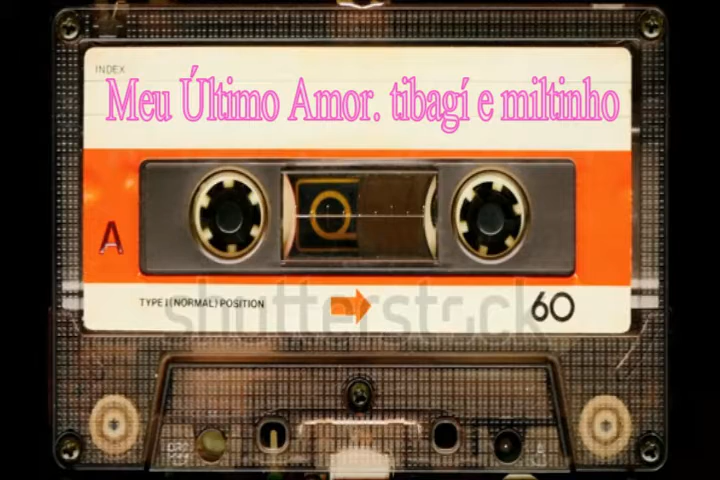 INDEX
Meu Último Amor. tibagí e miltinho
A
TYPE I (NORMAL) POSITION
60
shutterstock